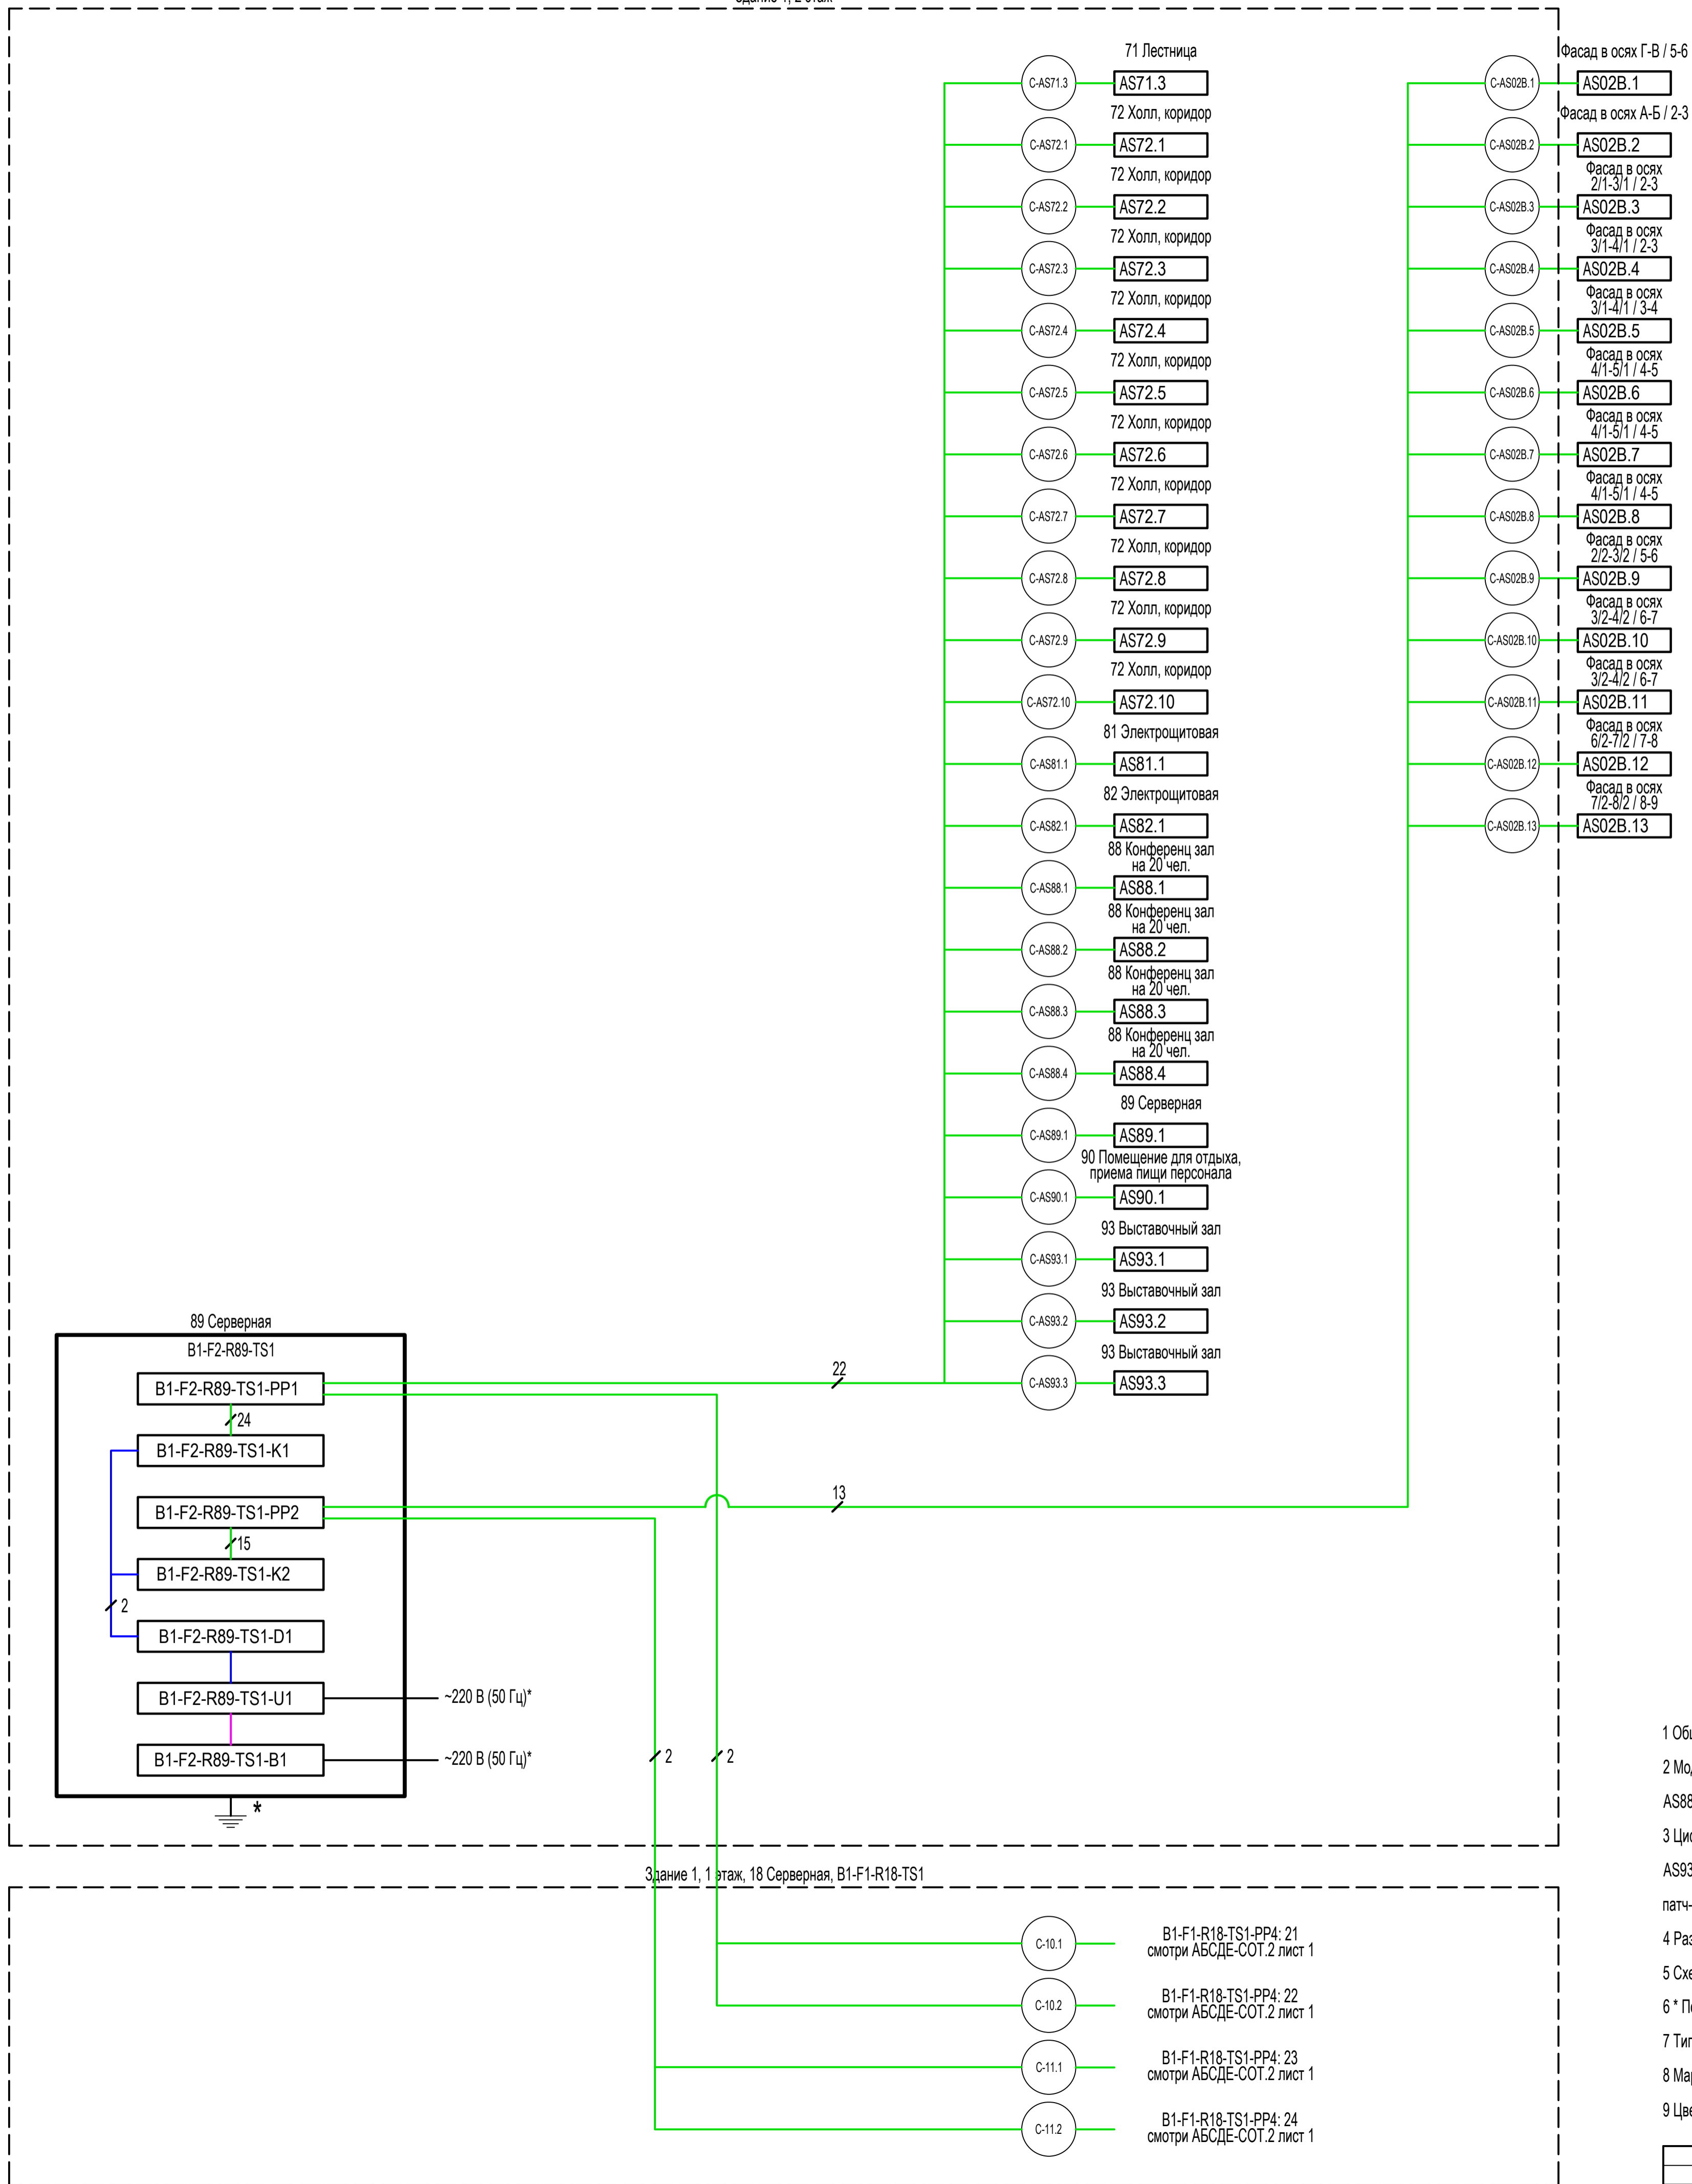 71 Лестница
C-AS71.3
AS71.3
72 Холл, коридор
C-AS72.1
AS72.1
72 Холл, коридор
C-AS72.2
AS72.2
72 Холл, коридор
C-AS72.3
AS72.3
72 Холл, коридор
C-AS72.4
AS72.4
72 Холл, коридор
C-AS72.5
AS72.5
72 Холл, коридор
C-AS72.6
AS72.6
72 Холл, коридор
C-AS72.7
AS72.7
72 Холл, коридор
C-AS72.8
AS72.8
72 Холл, коридор
C-AS72.9
AS72.9
72 Холл, коридор
C-AS72.10
AS72.10
81 Электрощитовая
C-AS81.1
AS81.1
82 Электрощитовая
C-AS82.1
AS82.1
88 Конференц зал
на 20 чел.
C-AS88.1
AS88.1
88 Конференц зал
на 20 чел.
C-AS88.2
AS88.2
88 Конференц зал
на 20 чел.
C-AS88.3
AS88.3
88 Конференц зал
на 20 чел.
C-AS88.4
AS88.4
89 Серверная
C-AS89.1
AS89.1
90 Помещение для отдыха,
приема пищи персонала
C-AS90.1
AS90.1
93 Выставочный зал
C-AS93.1
AS93.1
93 Выставочный зал
C-AS93.2
AS93.2
93 Выставочный зал
C-AS93.3
AS93.3
Фасад в осях Г-В / 5-6
C-AS02B.1
AS02B.1
Фасад в осях А-Б / 2-3
C-AS02B.2
AS02B.2
Фасад в осях
2/1-3/1 / 2-3
C-AS02B.3
AS02B.3
Фасад в осях
3/1-4/1 / 2-3
C-AS02B.4
AS02B.4
Фасад в осях
3/1-4/1 / 3-4
C-AS02B.5
AS02B.5
Фасад в осях
4/1-5/1 / 4-5
C-AS02B.6
AS02B.6
Фасад в осях
4/1-5/1 / 4-5
C-AS02B.7
AS02B.7
Фасад в осях
4/1-5/1 / 4-5
C-AS02B.8
AS02B.8
Фасад в осях
2/2-3/2 / 5-6
C-AS02B.9
AS02B.9
Фасад в осях
3/2-4/2 / 6-7
C-AS02B.10
AS02B.10
Фасад в осях
3/2-4/2 / 6-7
C-AS02B.11
AS02B.11
Фасад в осях
6/2-7/2 / 7-8
C-AS02B.12
AS02B.12
Фасад в осях
7/2-8/2 / 8-9
C-AS02B.13
AS02B.13
89 Серверная
B1-F2-R89-TS1
B1-F2-R89-TS1-PP1
22
24
B1-F2-R89-TS1-K1
B1-F2-R89-TS1-PP2
13
15
B1-F2-R89-TS1-K2
2
B1-F2-R89-TS1-D1
B1-F2-R89-TS1-U1
~220 В (50 Гц)*
B1-F2-R89-TS1-B1
~220 В (50 Гц)*
*
2
2
Здание 1, 1 этаж, 18 Серверная, B1-F1-R18-TS1
C-10.1
B1-F1-R18-TS1-PP4: 21
смотри АБСДЕ-СОТ.2 лист 1
C-10.2
B1-F1-R18-TS1-PP4: 22
смотри АБСДЕ-СОТ.2 лист 1
C-11.1
B1-F1-R18-TS1-PP4: 23
смотри АБСДЕ-СОТ.2 лист 1
C-11.2
B1-F1-R18-TS1-PP4: 24
смотри АБСДЕ-СОТ.2 лист 1
1
2
AS88
3
AS93
патч-
4
5
6 *
7
8
9